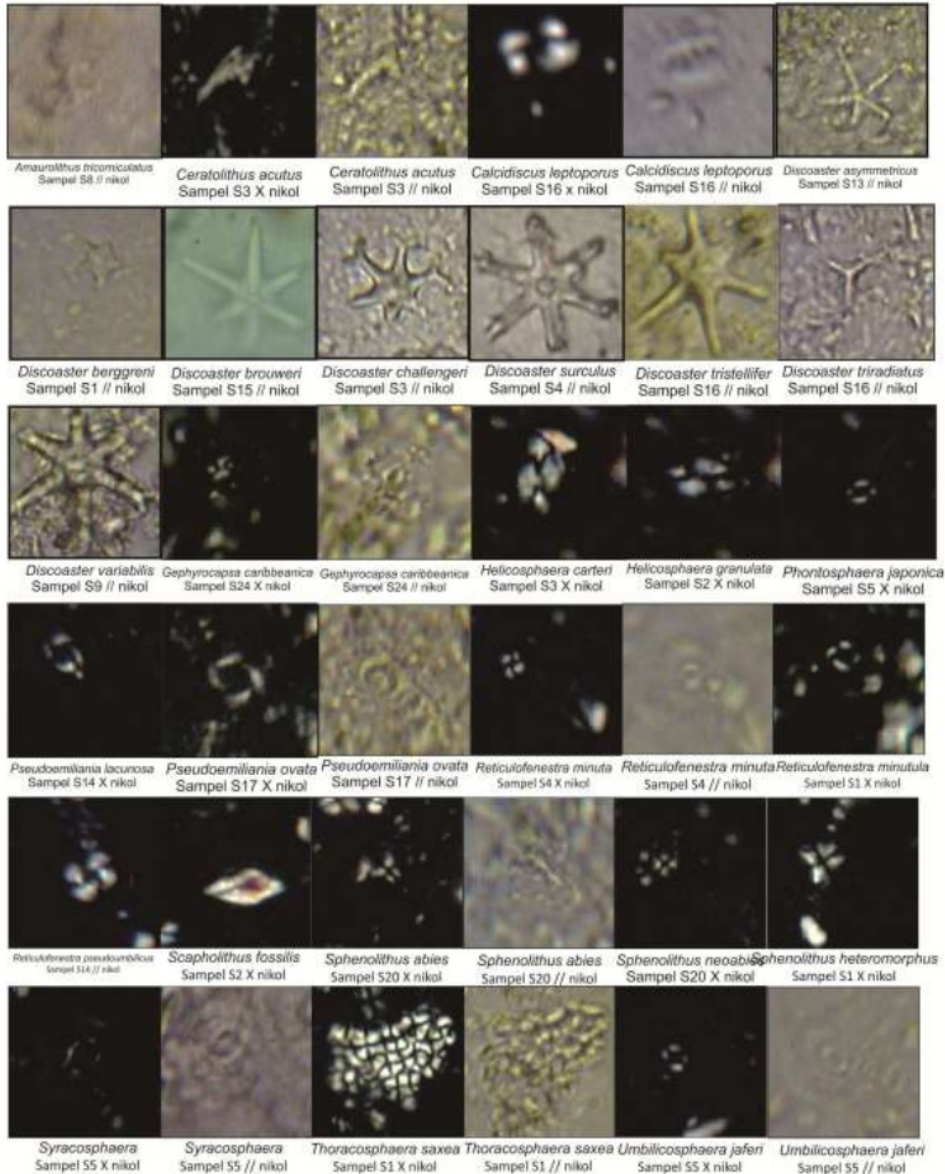 Amaurolithus tricorniculatus
Sampel S8 // nikol
Ceratolithus acutus
Sampel S3 X nikol
Ceratolithus acutus
Sampel S3 // nikol
Calcidiscus leptoporus
Sampel S16 x nikol
Calcidiscus leptoporus
Sampel S16 // nikol
Discoaster asymmetricus
Sampel S13 // nikol
Discoaster berggreni
Sampel S1 // nikol
Discoaster brouweri
Sampel S15 // nikol
Discoaster challengeri
Sampel S3 // nikol
Discoaster surculus
Sampel S4 // nikol
Discoaster tristellifer
Sampel S16 // nikol
Discoaster triradiatus
Sampel S16 // nikol
Discoaster variabilis
Sampel S9 // nikol
Gephyrocapsa caribbeanica
Sampel S24 X nikol
Gephyrocapsa caribbeanica
Sampel S24 // nikol
Helicosphaera carteri
Sampel S3 X nikol
Helicosphaera granulata
Sampel S2 X nikol
Phontosphaera japonica
Sampel S5 X nikol
Pseudoemiliania lacunosa
Sampel S14 X nikol
Pseudoemiliania ovata
Sampel S17 X nikol
Pseudoemiliania ovata
Sampel S17 // nikol
Reticulofenestra minuta
Sampel S4 X nikol
Reticulofenestra minuta
Sampel S4 // nikol
Reticulofenestra minutula
Sampel S1 X nikol
Reticulofenestra pseudoumbilicus
Sampel // nikol
Scapholithus fossilis
Sampel S2 X nikol
Sphenolithus abies
Sampel S20 X nikol
Sphenolithus abies
Sampel S20 // nikol
Sphenolithus neoabies
Sampel S20 X nikol
Sphenolithus heteromorphus
Sampel S1 X nikol
Syracosphaera
Sampel S5 X nikol
Syracosphaera
Sampel S5 // nikol
Thoracosphaera saxea
Sampel S1 X nikol
Thoracosphaera saxea
Sampel S1 // nikol
Umbilicosphaera jaferi
Sampel S5 X nikol
Umbilicosphaera jaferi
Sampel S5 // nikol